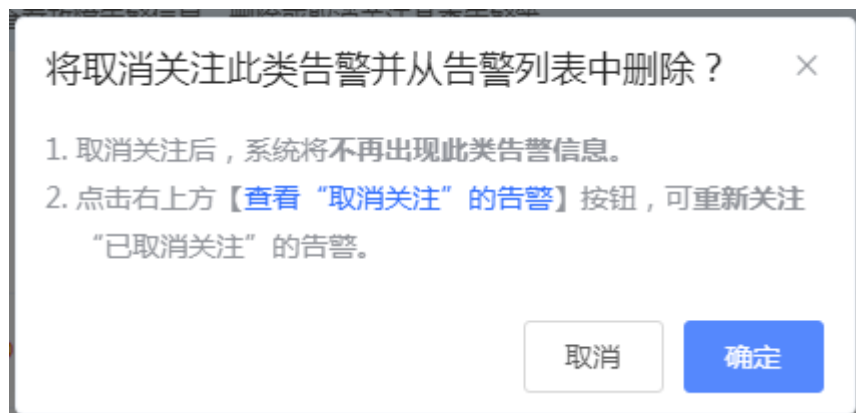 将取消关注此类告警并从告警列表中删除？
1. 取消关注后，系统将不再出现此类告警信息。
2. 点击右上方【查看“取消关注”的告警】按钮，可重新关注
“已取消关注”的告警。
取消
确定